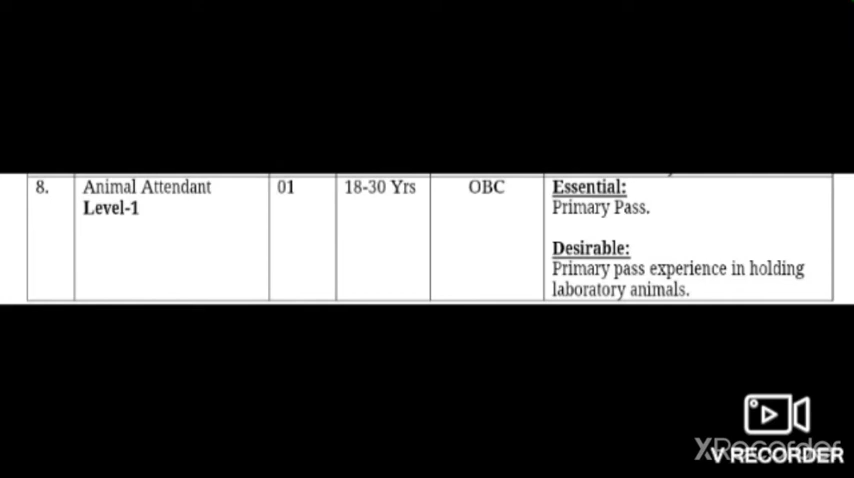 8. Animal Attendant 01 18-30 Yrs OBC Essential:
Level-1 Primary Pass.
Desirable:
Primary pass experience in holding
laboratory animals.
XRecorder
V RECORDER